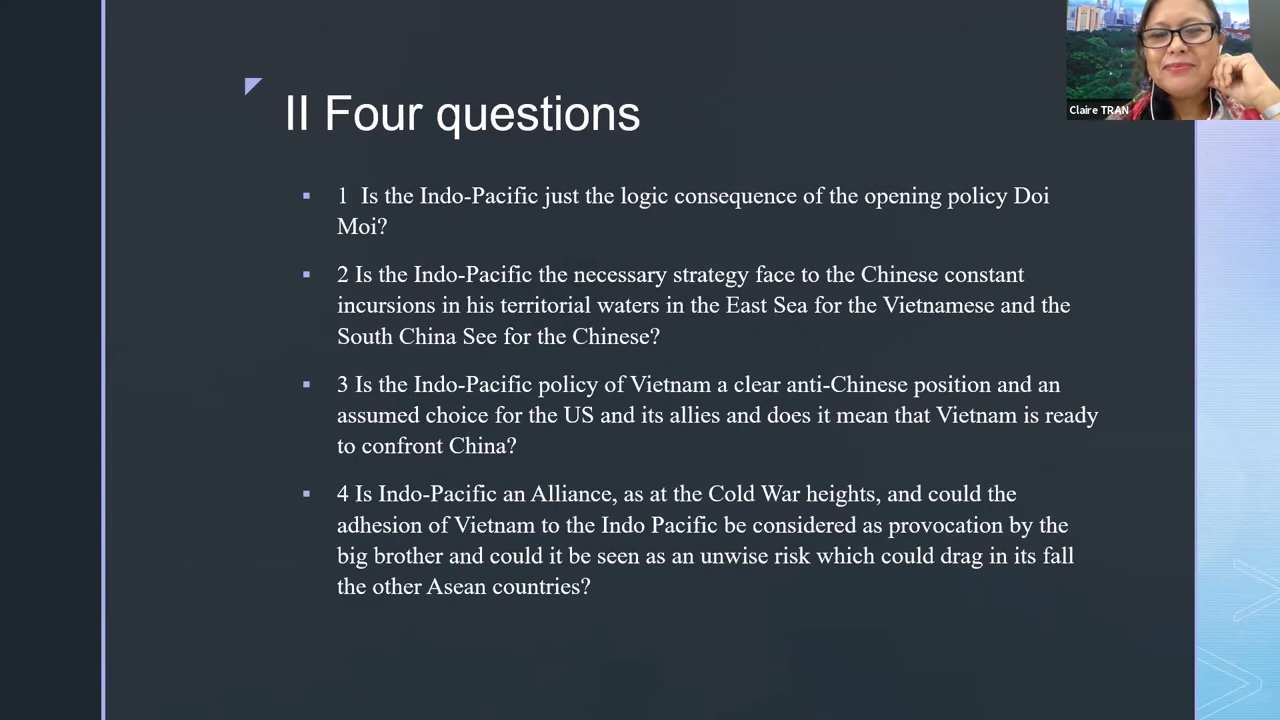 Claire TRAN
II Four questions
1 Is the Indo-Pacific just the logic consequence of the opening policy Doi
Moi?
2 Is the Indo-Pacific the necessary strategy face to the Chinese constant
incursions in his territorial waters in the East Sea for the Vietnamese and the
South China See for the Chinese?
3 Is the Indo-Pacific policy of Vietnam a clear anti-Chinese position and an
assumed choice for the US and its allies and does it mean that Vietnam is ready
to confront China?
4 Is Indo-Pacific an Alliance, as at the Cold War heights, and could the
adhesion of Vietnam to the Indo Pacific be considered as provocation by the
big brother and could it be seen as an unwise risk which could drag in its fall
the other Asean countries?